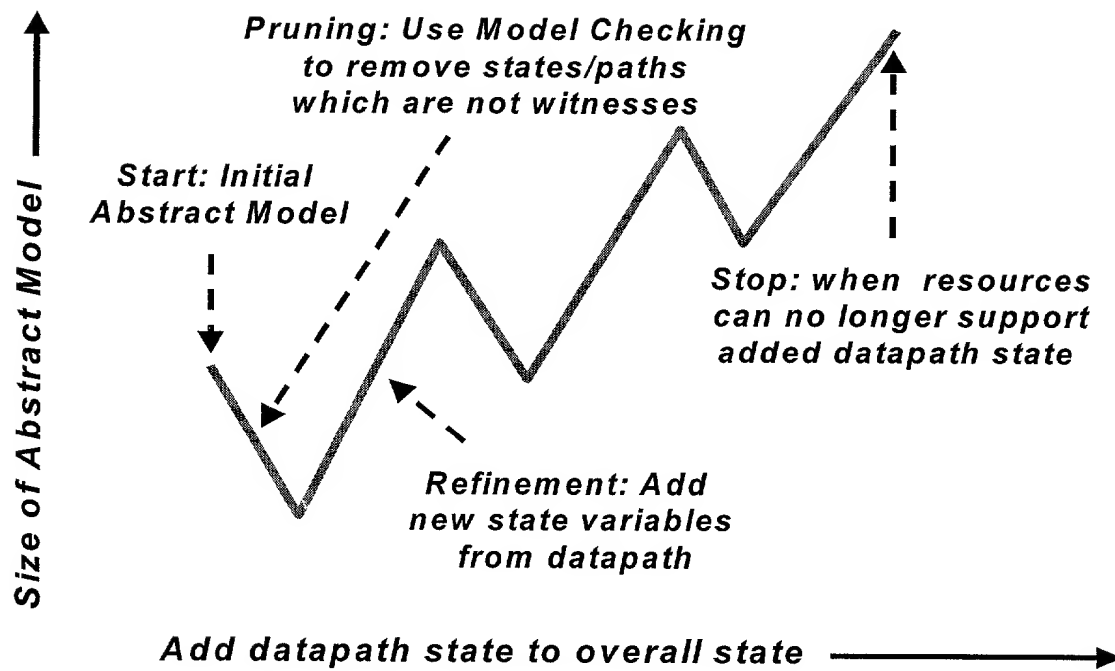 Pruning: Use Model Checking
to remove states/paths
which are not witnesses
Start: Initial
Abstract Model
Size of Abstract Model
Stop: when resources
can no longer support
added datapath state
Refinement: Add
new state variables
from datapath
Add datapath state to overall state